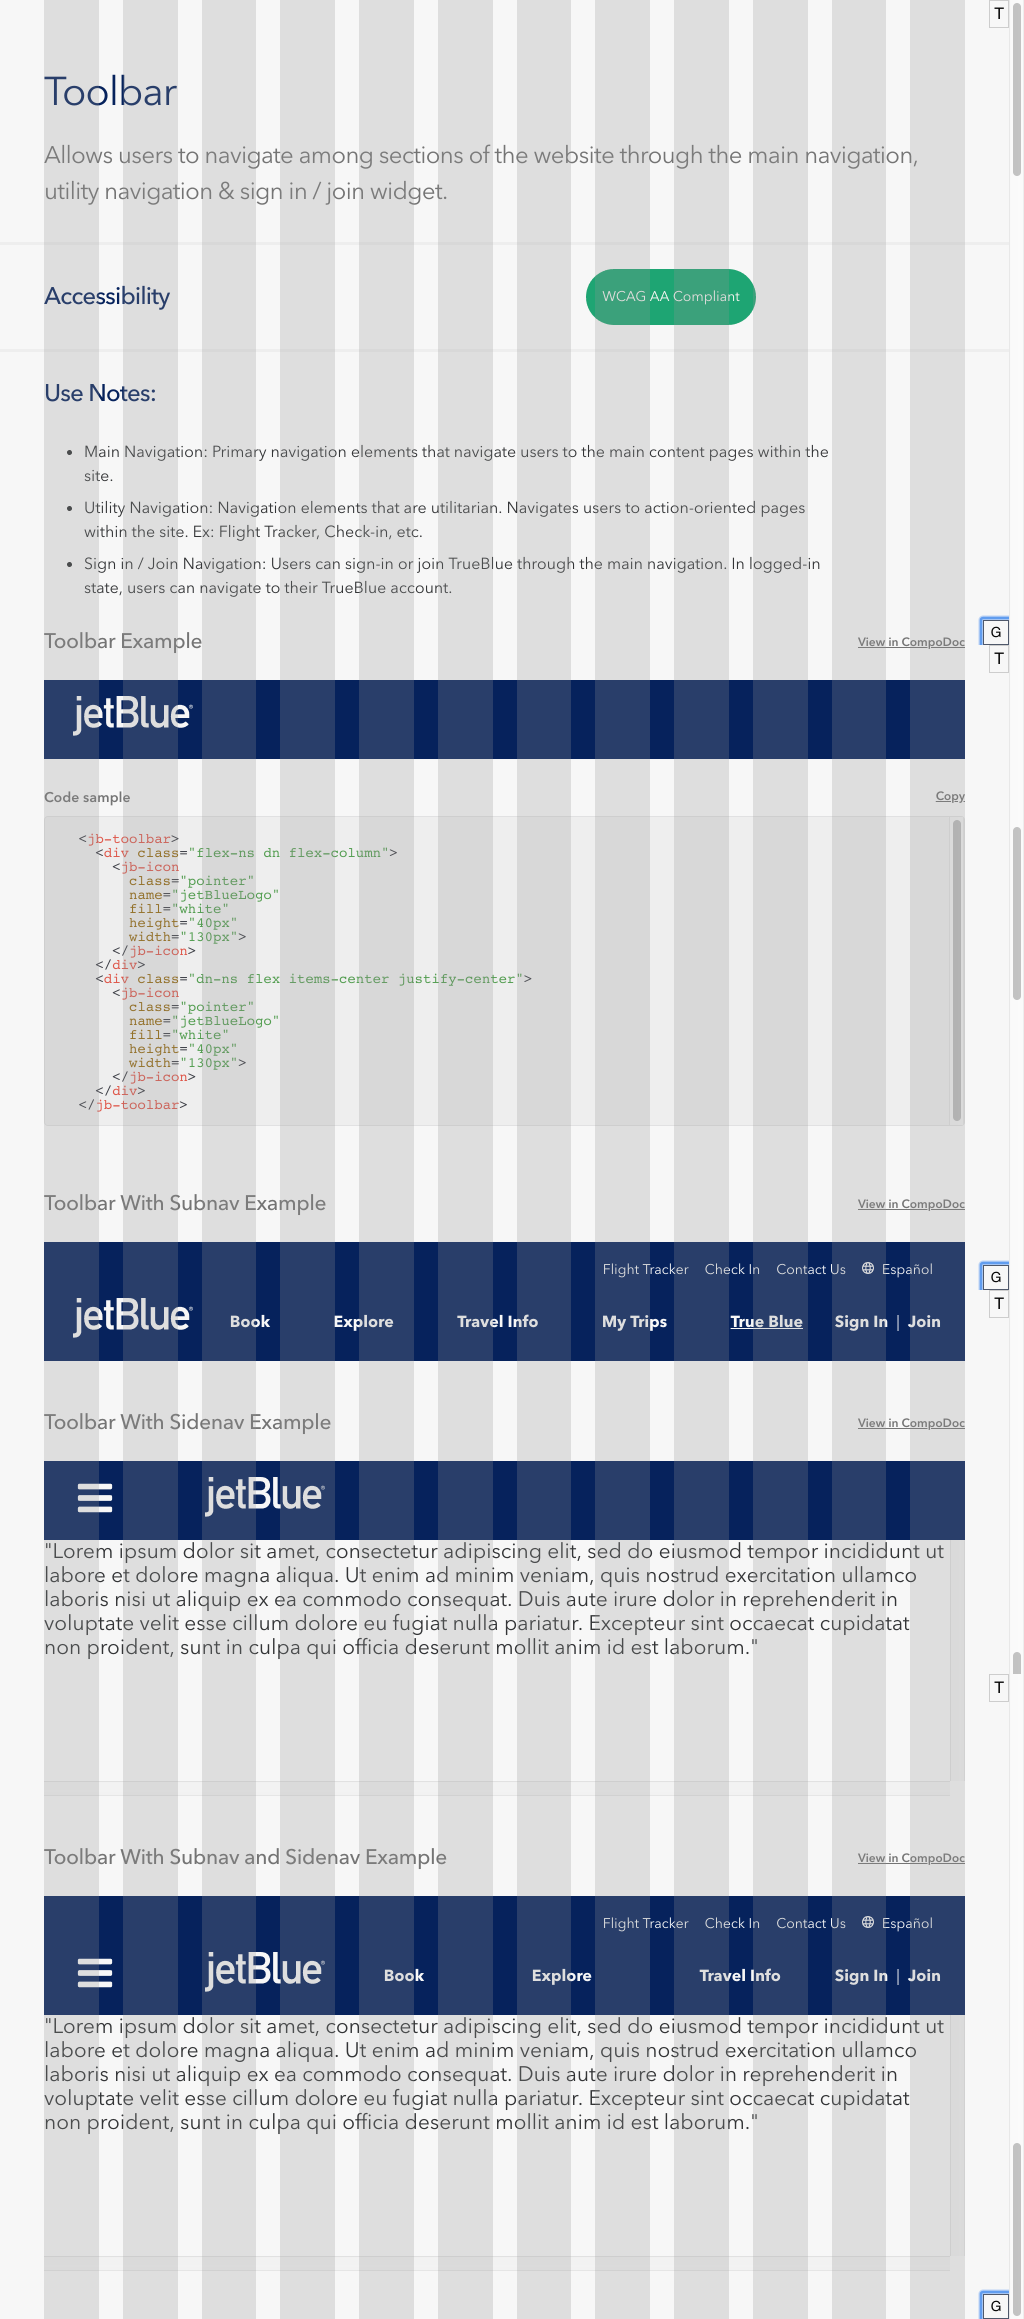 T
Toolbar
Allows users to navigate among sections of the website through the main navigation,
utility navigation & sign in / join widget.
Accessibility
WCAG AA Compliant
Use Notes:
• Main Navigation: Primary navigation elements that navigate users to the main content pages within the
site.
• Utility Navigation: Navigation elements that are utilitarian. Navigates users to action-oriented pages
within the site. Ex: Flight Tracker, Check-in, etc.
• Sign in / Join Navigation: Users can sign-in or join TrueBlue through the main navigation. In logged-in
state, users can navigate to their TrueBlue account.
Toolbar Example View in CompoDoc
G
T
jetBlue
Code sample Copy
<jb-toolbar>
<div class="flex-ns dn flex-column">
<jb-icon
class="pointer"
name="jetBlueLogo"
fill="white"
height="40px"
width="130px">
</jb-icon>
</div>
<div class="dn-ns flex items-center justify-center">
<jb-icon
class="pointer"
name="jetBlueLogo"
fill="white"
height="40px"
width="130px">
</jb-icon>
</div>
</jb-toolbar>
Toolbar With Subnav Example View in CompoDoc
Flight Tracker Check In Contact Us Español
G
T
jetBlue Book Explore Travel Info My Trips True Blue Sign In | Join
Toolbar With Sidenav Example View in CompoDoc
jetBlue
"Lorem ipsum dolor sit amet, consectetur adipiscing elit, sed do eiusmod tempor incididunt ut
labore et dolore magna aliqua. Ut enim ad minim veniam, quis nostrud exercitation ullamco
laboris nisi ut aliquip ex ea commodo consequat. Duis aute irure dolor in reprehenderit in
voluptate velit esse cillum dolore eu fugiat nulla pariatur. Excepteur sint occaecat cupidatat
non proident, sunt in culpa qui officia deserunt mollit anim id est laborum."
T
Toolbar With Subnav and Sidenav Example View in CompoDoc
Flight Tracker Check In Contact Us Español
jetBlue Book Explore Travel Info Sign In | Join
"Lorem ipsum dolor sit amet, consectetur adipiscing elit, sed do eiusmod tempor incididunt ut
labore et dolore magna aliqua. Ut enim ad minim veniam, quis nostrud exercitation ullamco
laboris nisi ut aliquip ex ea commodo consequat. Duis aute irure dolor in reprehenderit in
voluptate velit esse cillum dolore eu fugiat nulla pariatur. Excepteur sint occaecat cupidatat
non proident, sunt in culpa qui officia deserunt mollit anim id est laborum."
G